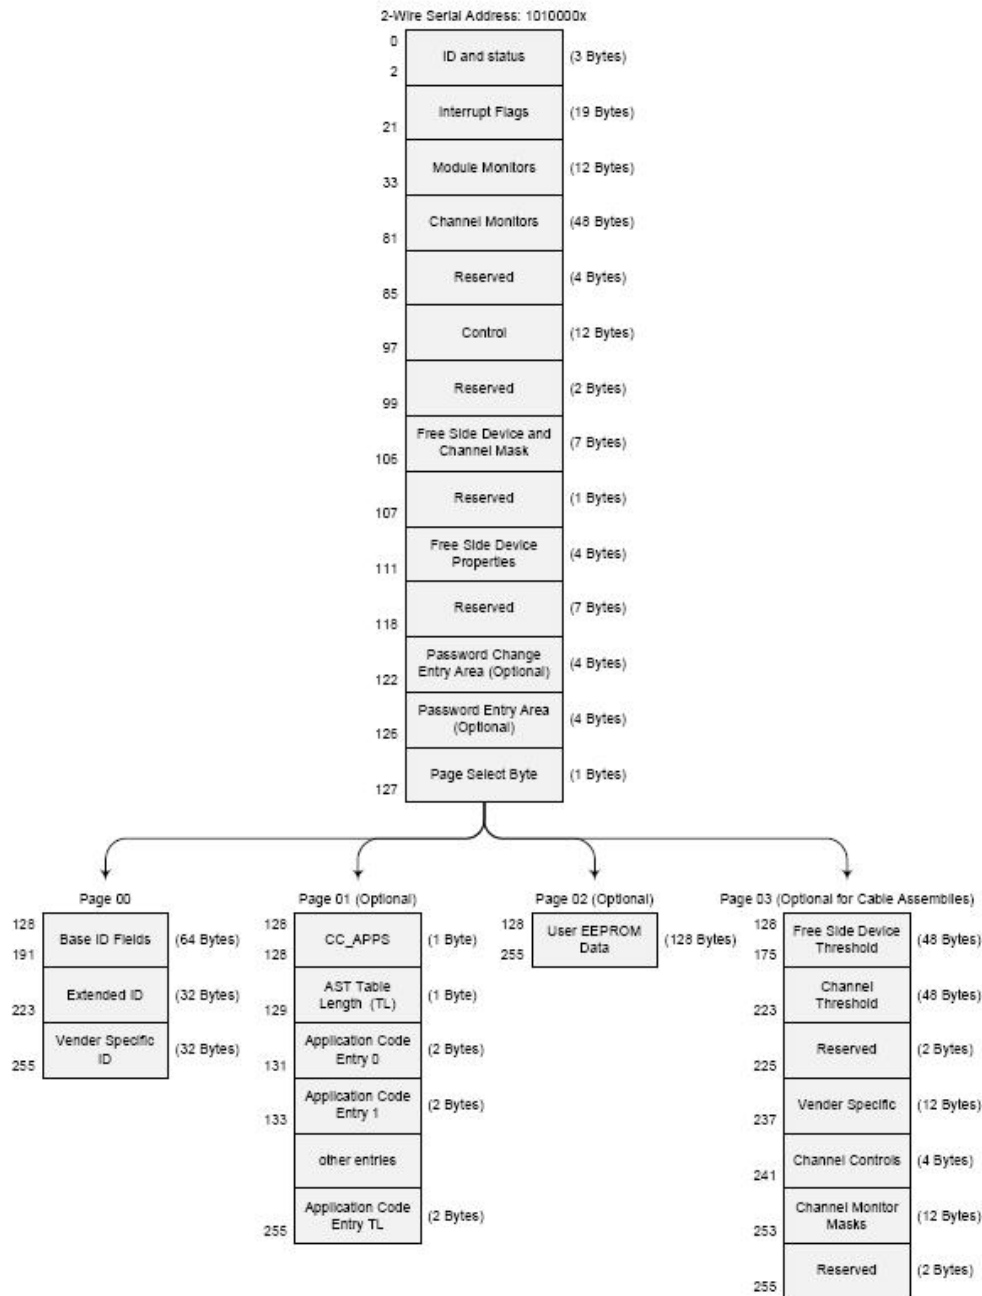 2-Wire Serial Address: 1010000x
0
ID and status (3 Bytes)
2
Interrupt Flags (19 Bytes)
21
Module Monitors (12 Bytes)
33
Channel Monitors (48 Bytes)
81
Reserved (4 Bytes)
85
Control (12 Bytes)
97
Reserved (2 Bytes)
99
Free Side Device and
Channel Mask (7 Bytes)
106
Reserved (1 Bytes)
107
Free Side Device
Properties (4 Bytes)
111
Reserved (7 Bytes)
118
Password Change
Entry Area (Optional) (4 Bytes)
122
Password Entry Area
(Optional) (4 Bytes)
126
Page Select Byte (1 Bytes)
127
Page 00
128
Base ID Fields (64 Bytes)
191
Extended ID (32 Bytes)
223
Vender Specific
ID (32 Bytes)
255
Page 01 (Optional)
128
CC_APPS (1 Byte)
128
AST Table
Length (TL) (1 Byte)
129
Application Code
Entry 0 (2 Bytes)
131
Application Code
Entry 1 (2 Bytes)
133
other entries
Application Code
Entry TL (2 Bytes)
255
Page 02 (Optional)
128
User EEPROM
Data (128 Bytes)
255
Page 03 (Optional for Cable Assemblies)
128
Free Side Device
Threshold (48 Bytes)
175
Channel
Threshold (48 Bytes)
223
Reserved (2 Bytes)
225
Vender Specific (12 Bytes)
237
Channel Controls (4 Bytes)
241
Channel Monitor
Masks (12 Bytes)
253
Reserved (2 Bytes)
255